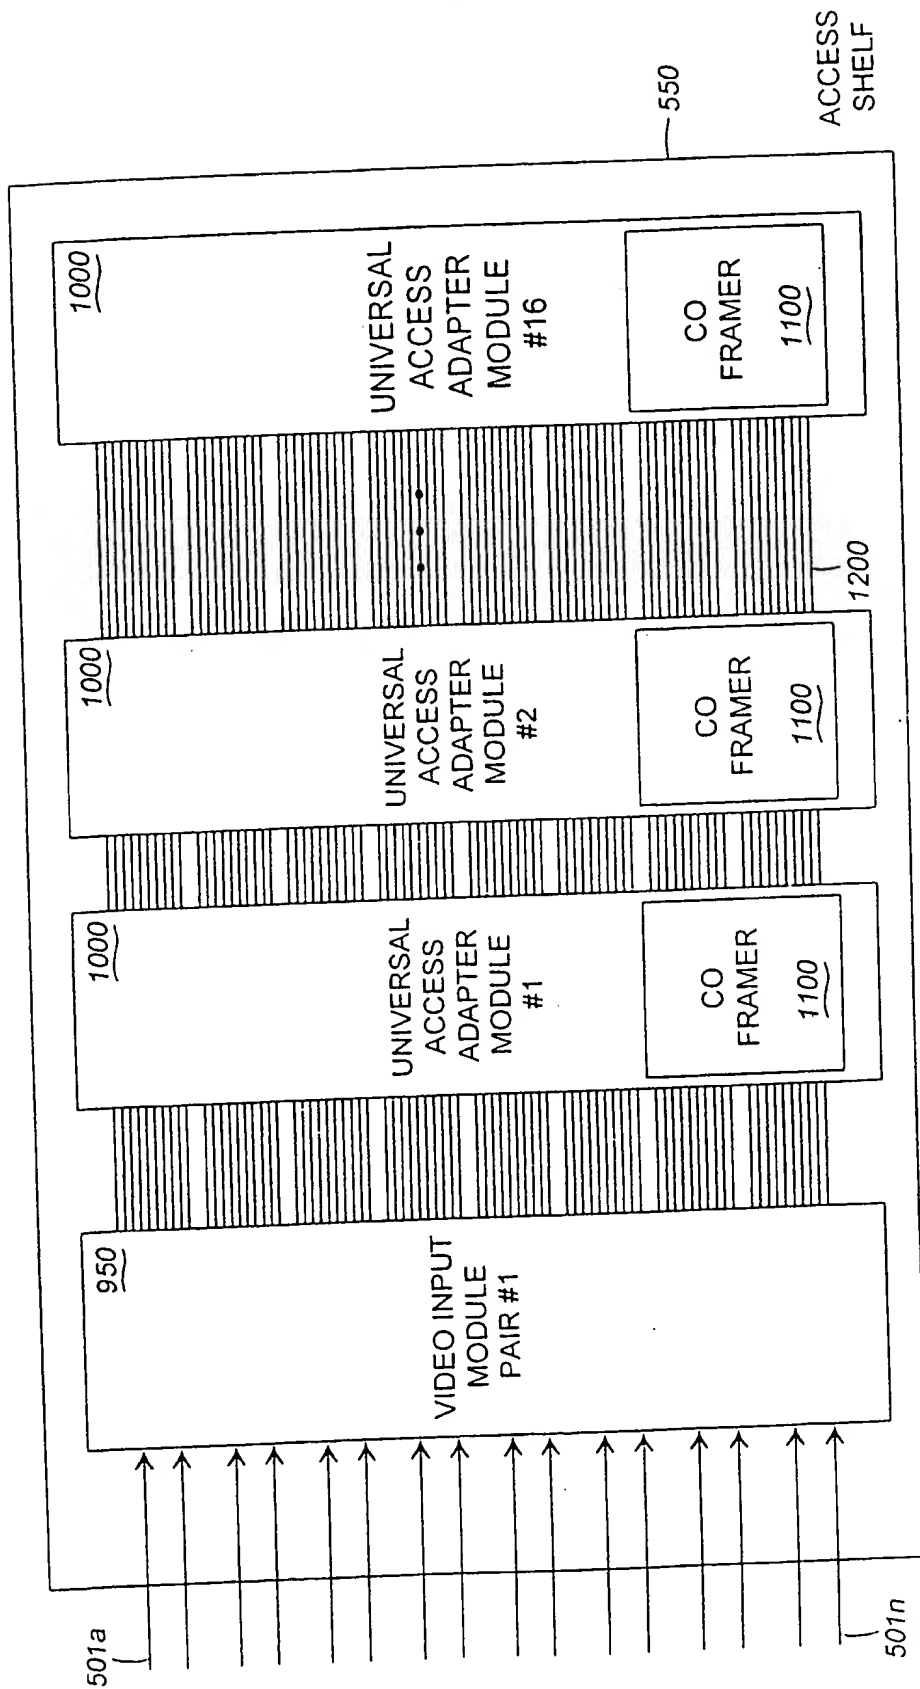 501a
501n
950
VIDEO INPUT
MODULE
PAIR #1
1000
UNIVERSAL
ACCESS
ADAPTER
MODULE
#1
CO
FRAMER
1100
1000
UNIVERSAL
ACCESS
ADAPTER
MODULE
#2
CO
FRAMER
1100
1200
1000
UNIVERSAL
ACCESS
ADAPTER
MODULE
#16
CO
FRAMER
1100
550
ACCESS
SHELF